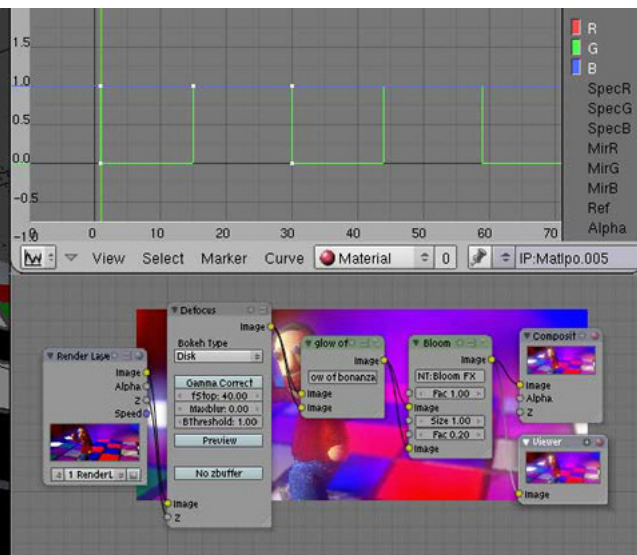 1.5
1.0
0.5
0.0
-0.5
-1.0
0 10 20 30 40 50 60 70
R
G
B
SpecR
SpecG
SpecB
MirR
MirG
MirB
Ref
Alpha
View Select Marker Curve Material 0 IP:MatIpo.005
Render Laye
Image
Alpha
Z
Speed
1 RenderL
Defocus
Image
Bokeh Type
Disk
Gamma Correct
fStop: 40.00
Maxblur: 0.00
BThreshold: 1.00
Preview
No zbuffer
Image
Z
glow of
Image
ow of bonanza
Image
Image
Bloom
Image
NT:Bloom FX
Fac 1.00
Image
Size 1.00
Fac 0.20
Image
Composit
Image
Alpha
Z
Viewer
Image